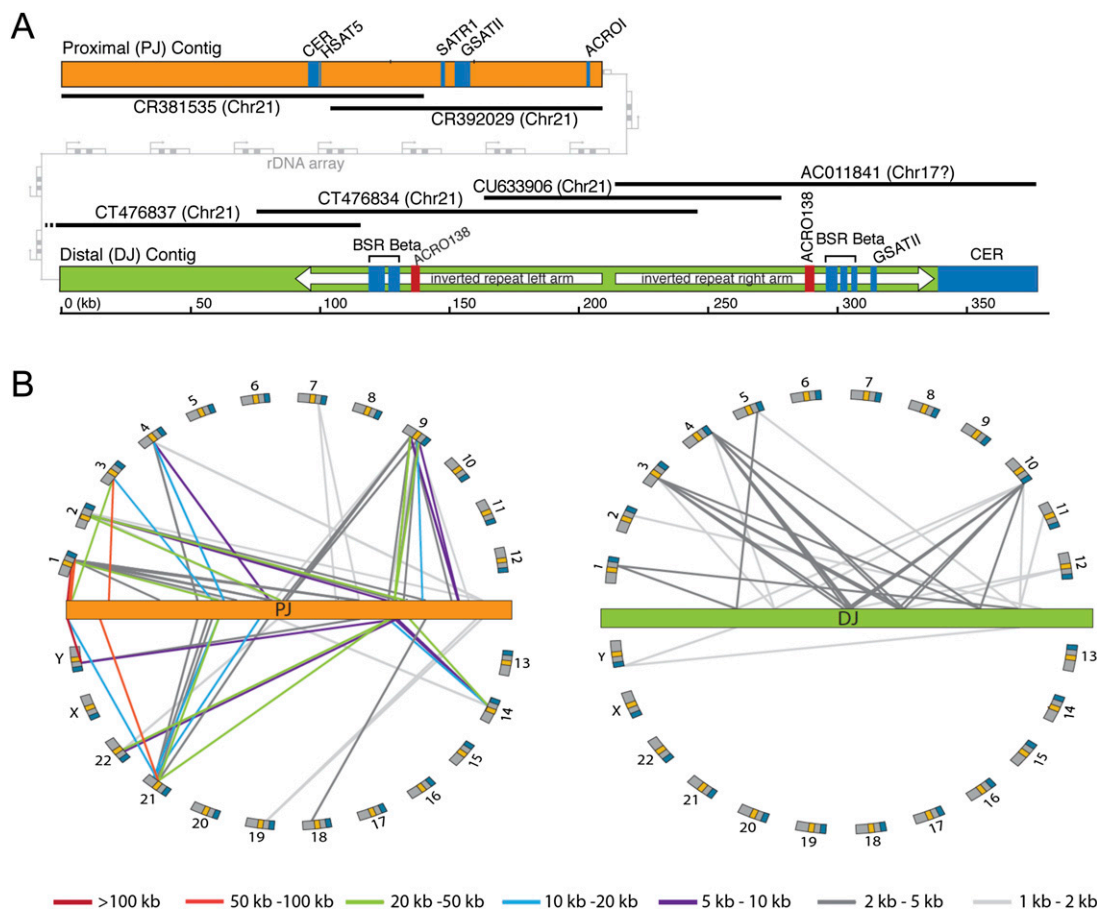 A
Proximal (PJ) Contig
CER
HSAT5
SATR1
GSATII
ACROI
CR381535 (Chr21)
CR392029 (Chr21)
rDNA array
AC011841 (Chr17?)
CU633906 (Chr21)
CT476834 (Chr21)
CT476837 (Chr21)
Distal (DJ) Contig
BSR Beta
ACRO138
ACRO138
BSR Beta
GSATII
CER
inverted repeat left arm
inverted repeat right arm
0 (kb) 50 100 150 200 250 300 350
B
1 2 3 4 5 6 7 8 9 10 11 12
PJ
Y X 22 21 20 19 18 17 16 15 14 13
1 2 3 4 5 6 7 8 9 10 11 12
DJ
Y X 22 21 20 19 18 17 16 15 14 13
>100 kb 50 kb -100 kb 20 kb -50 kb 10 kb -20 kb 5 kb - 10 kb 2 kb - 5 kb 1 kb - 2 kb